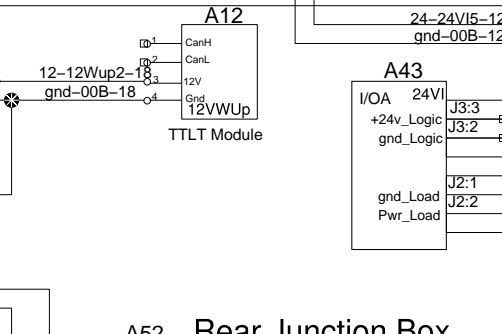 A12
24-24VI5-12
gnd-00B-12
1 CanH
2 CanL
12-12Wup2-18
3 12V
gnd-00B-18
4 Gnd
12VWUp
TTLT Module
A43
I/OA 24VI
J3:3
+24v_Logic
J3:2
gnd_Logic
J2:1
gnd_Load
J2:2
Pwr_Load
A52 Rear Junction Box